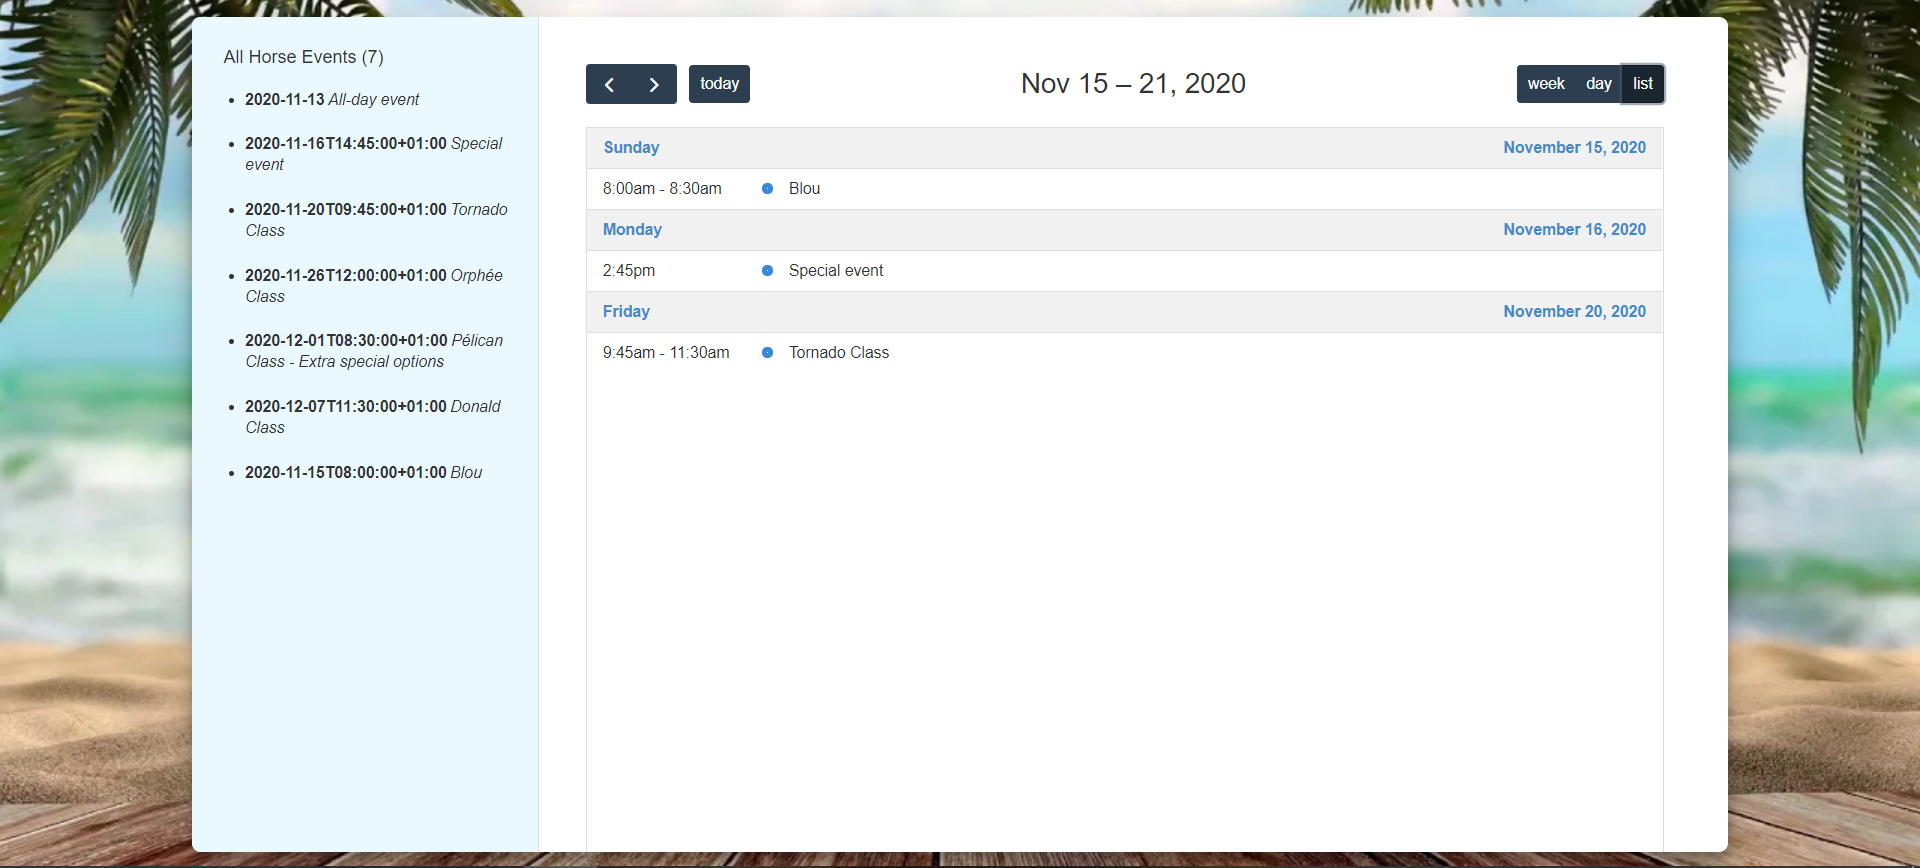 All Horse Events (7)
2020-11-13 All-day event
2020-11-16T14:45:00+01:00 Special
event
2020-11-20T09:45:00+01:00 Tornado
Class
2020-11-26T12:00:00+01:00 Orphée
Class
2020-12-01T08:30:00+01:00 Pélican
Class - Extra special options
2020-12-07T11:30:00+01:00 Donald
Class
2020-11-15T08:00:00+01:00 Blou
today
Nov 15 – 21, 2020
week day list
Sunday November 15, 2020
8:00am - 8:30am Blou
Monday November 16, 2020
2:45pm Special event
Friday November 20, 2020
9:45am - 11:30am Tornado Class